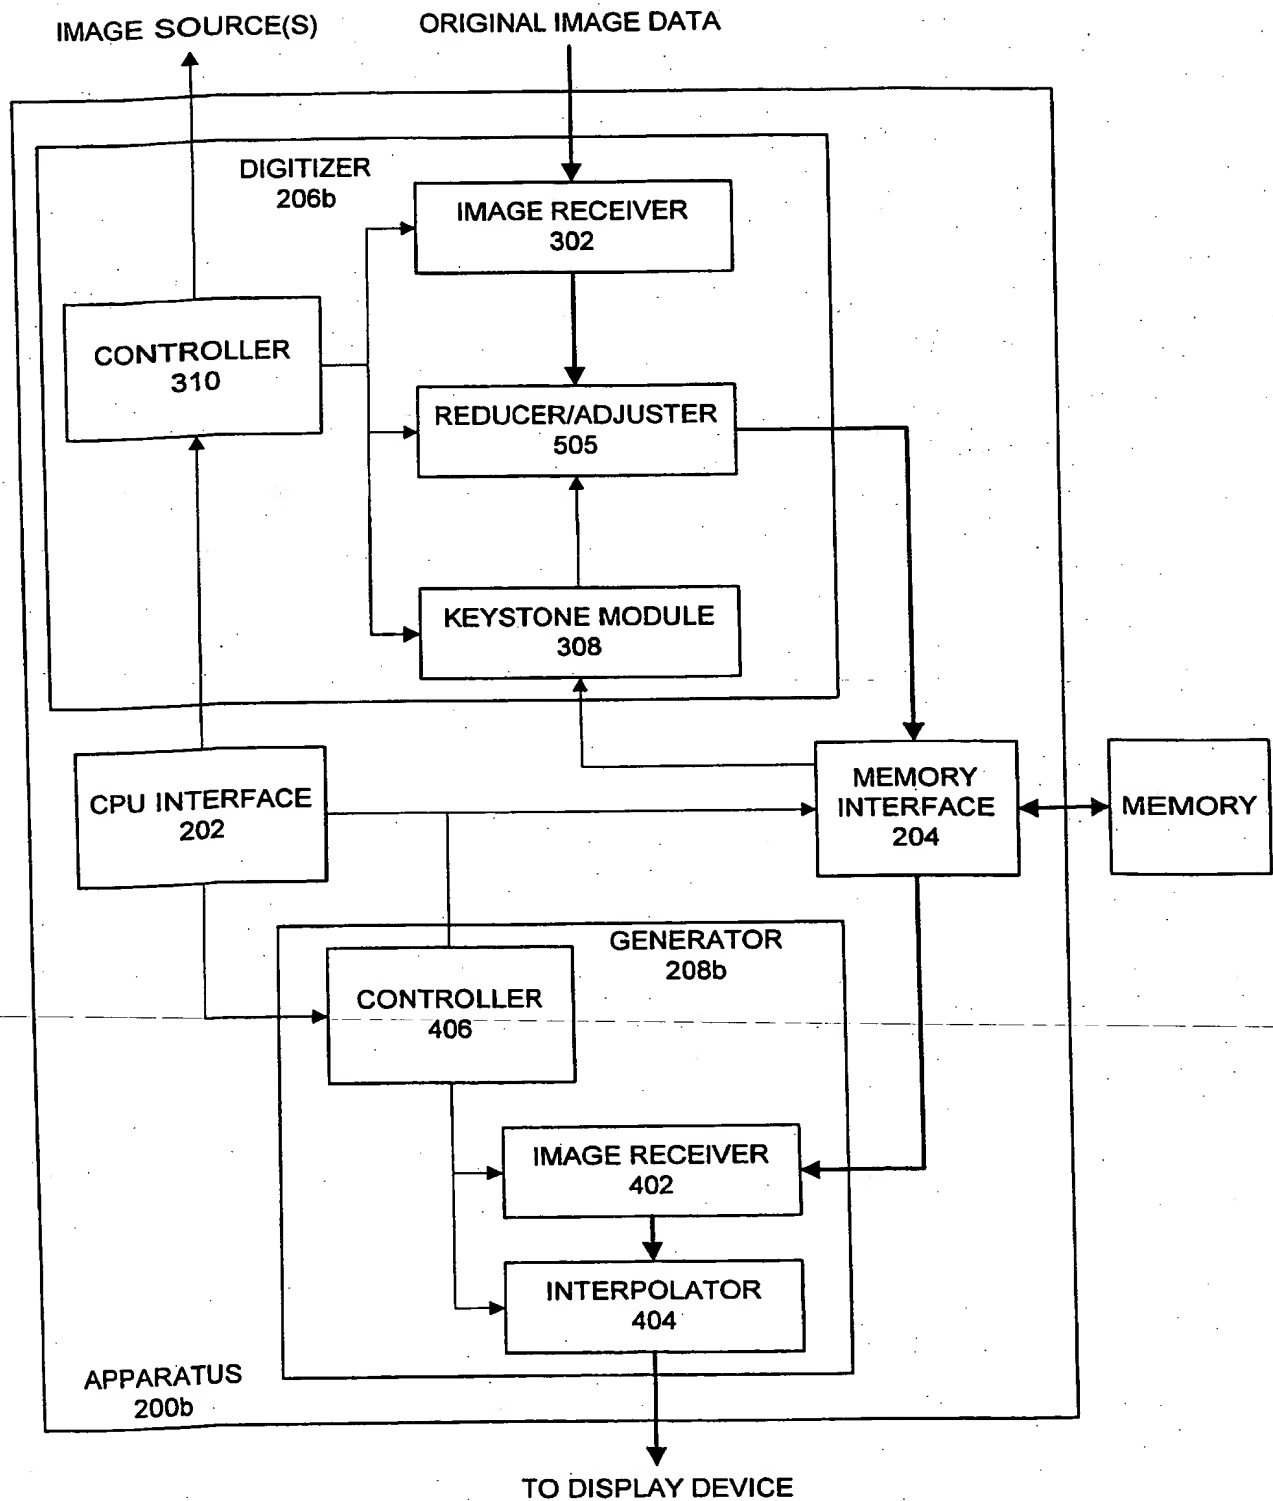 IMAGE SOURCE(S)
ORIGINAL IMAGE DATA
DIGITIZER
206b
IMAGE RECEIVER
302
CONTROLLER
310
REDUCER/ADJUSTER
505
KEYSTONE MODULE
308
CPU INTERFACE
202
MEMORY
INTERFACE
204
MEMORY
GENERATOR
208b
CONTROLLER
406
IMAGE RECEIVER
402
INTERPOLATOR
404
APPARATUS
200b
TO DISPLAY DEVICE